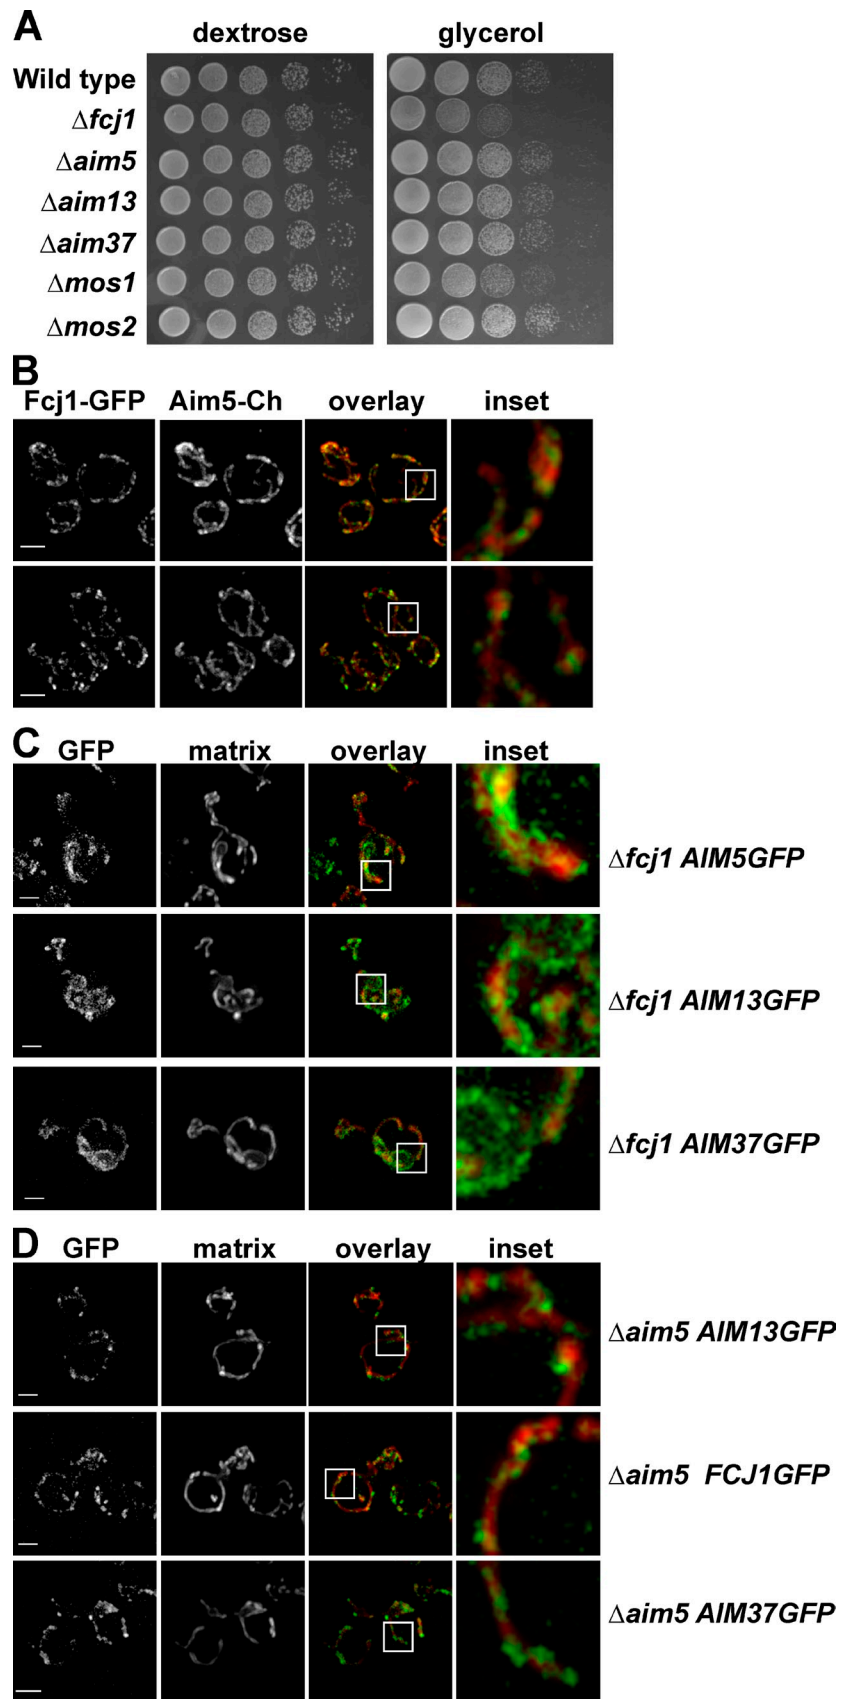 A
dextrose glycerol
Wild type
Δfcj1
Δaim5
Δaim13
Δaim37
Δmos1
Δmos2
B
Fcj1-GFP Aim5-Ch overlay inset
C
GFP matrix overlay inset
Δfcj1 AIM5GFP
Δfcj1 AIM13GFP
Δfcj1 AIM37GFP
D
GFP matrix overlay inset
Δaim5 AIM13GFP
Δaim5 FCJ1GFP
Δaim5 AIM37GFP